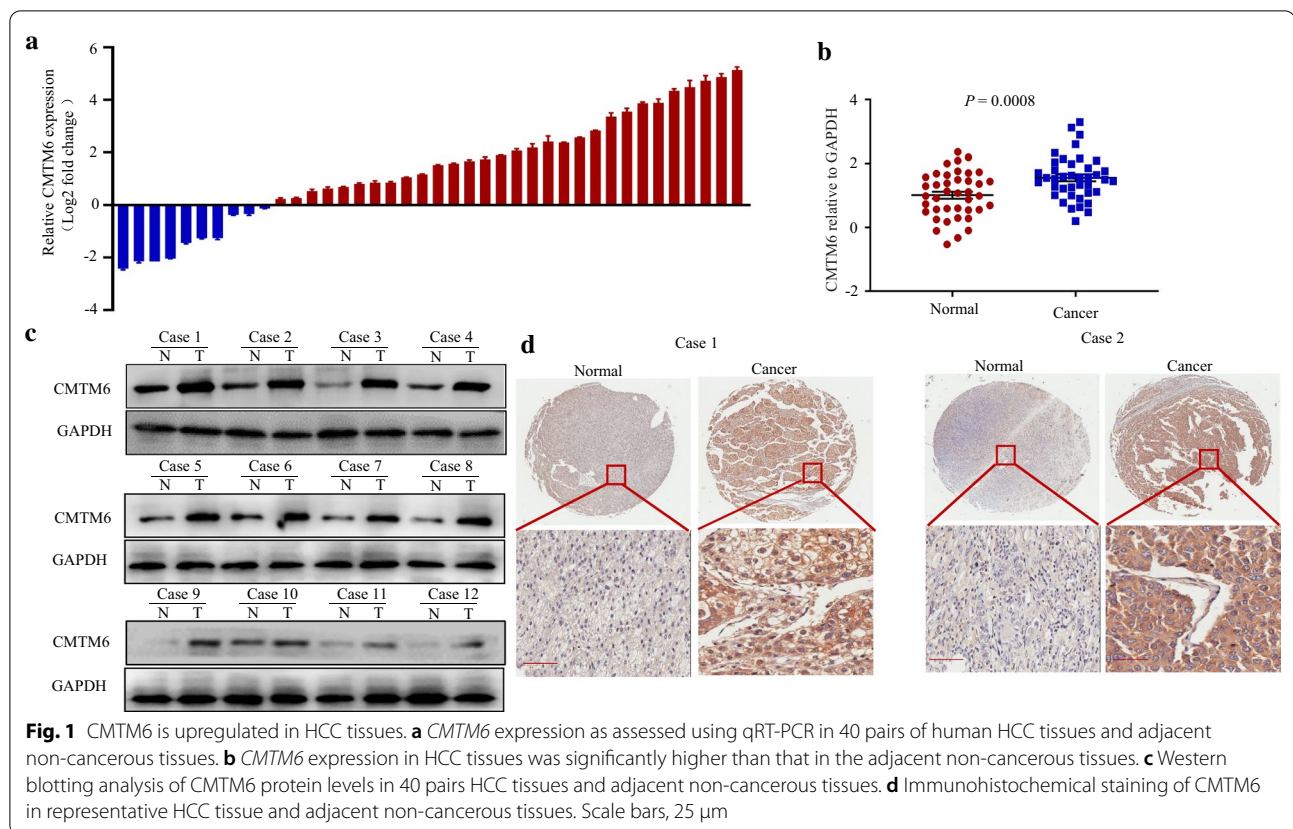 a
6
4
2
0
-2
-4
Relative CMTM6 expression
(Log2 fold change )
b
P = 0.0008
4
2
0
-2
CMTM6 relative to GAPDH
Normal
Cancer
c
Case 1 Case 2 Case 3 Case 4
N T N T N T N T
CMTM6
GAPDH
Case 5 Case 6 Case 7 Case 8
N T N T N T N T
CMTM6
GAPDH
Case 9 Case 10 Case 11 Case 12
N T N T N T N T
CMTM6
GAPDH
d
Case 1
Normal Cancer
Case 2
Normal Cancer
Fig. 1 CMTM6 is upregulated in HCC tissues. a CMTM6 expression as assessed using qRT-PCR in 40 pairs of human HCC tissues and adjacent
non-cancerous tissues. b CMTM6 expression in HCC tissues was significantly higher than that in the adjacent non-cancerous tissues. c Western
blotting analysis of CMTM6 protein levels in 40 pairs HCC tissues and adjacent non-cancerous tissues. d Immunohistochemical staining of CMTM6
in representative HCC tissue and adjacent non-cancerous tissues. Scale bars, 25 µm